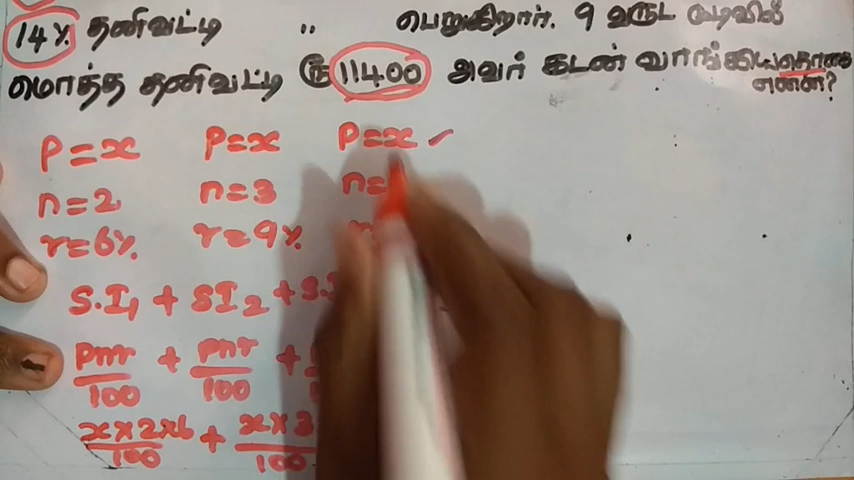 14% தனிவட்டி " பெறுகிறார். 9 வருட முடிவில்
மொத்த தனிவட்டி ரூ 11400 அவர் கடன் வாங்கிய தொகை
என்ன?
P=x P=x P=x ✓
n=2 n=3 n=
r=6% r=9%
S.I1 + SI2 + S.I
pnr/100 + pnr/100 +
x×2×6/100 + x×3/100